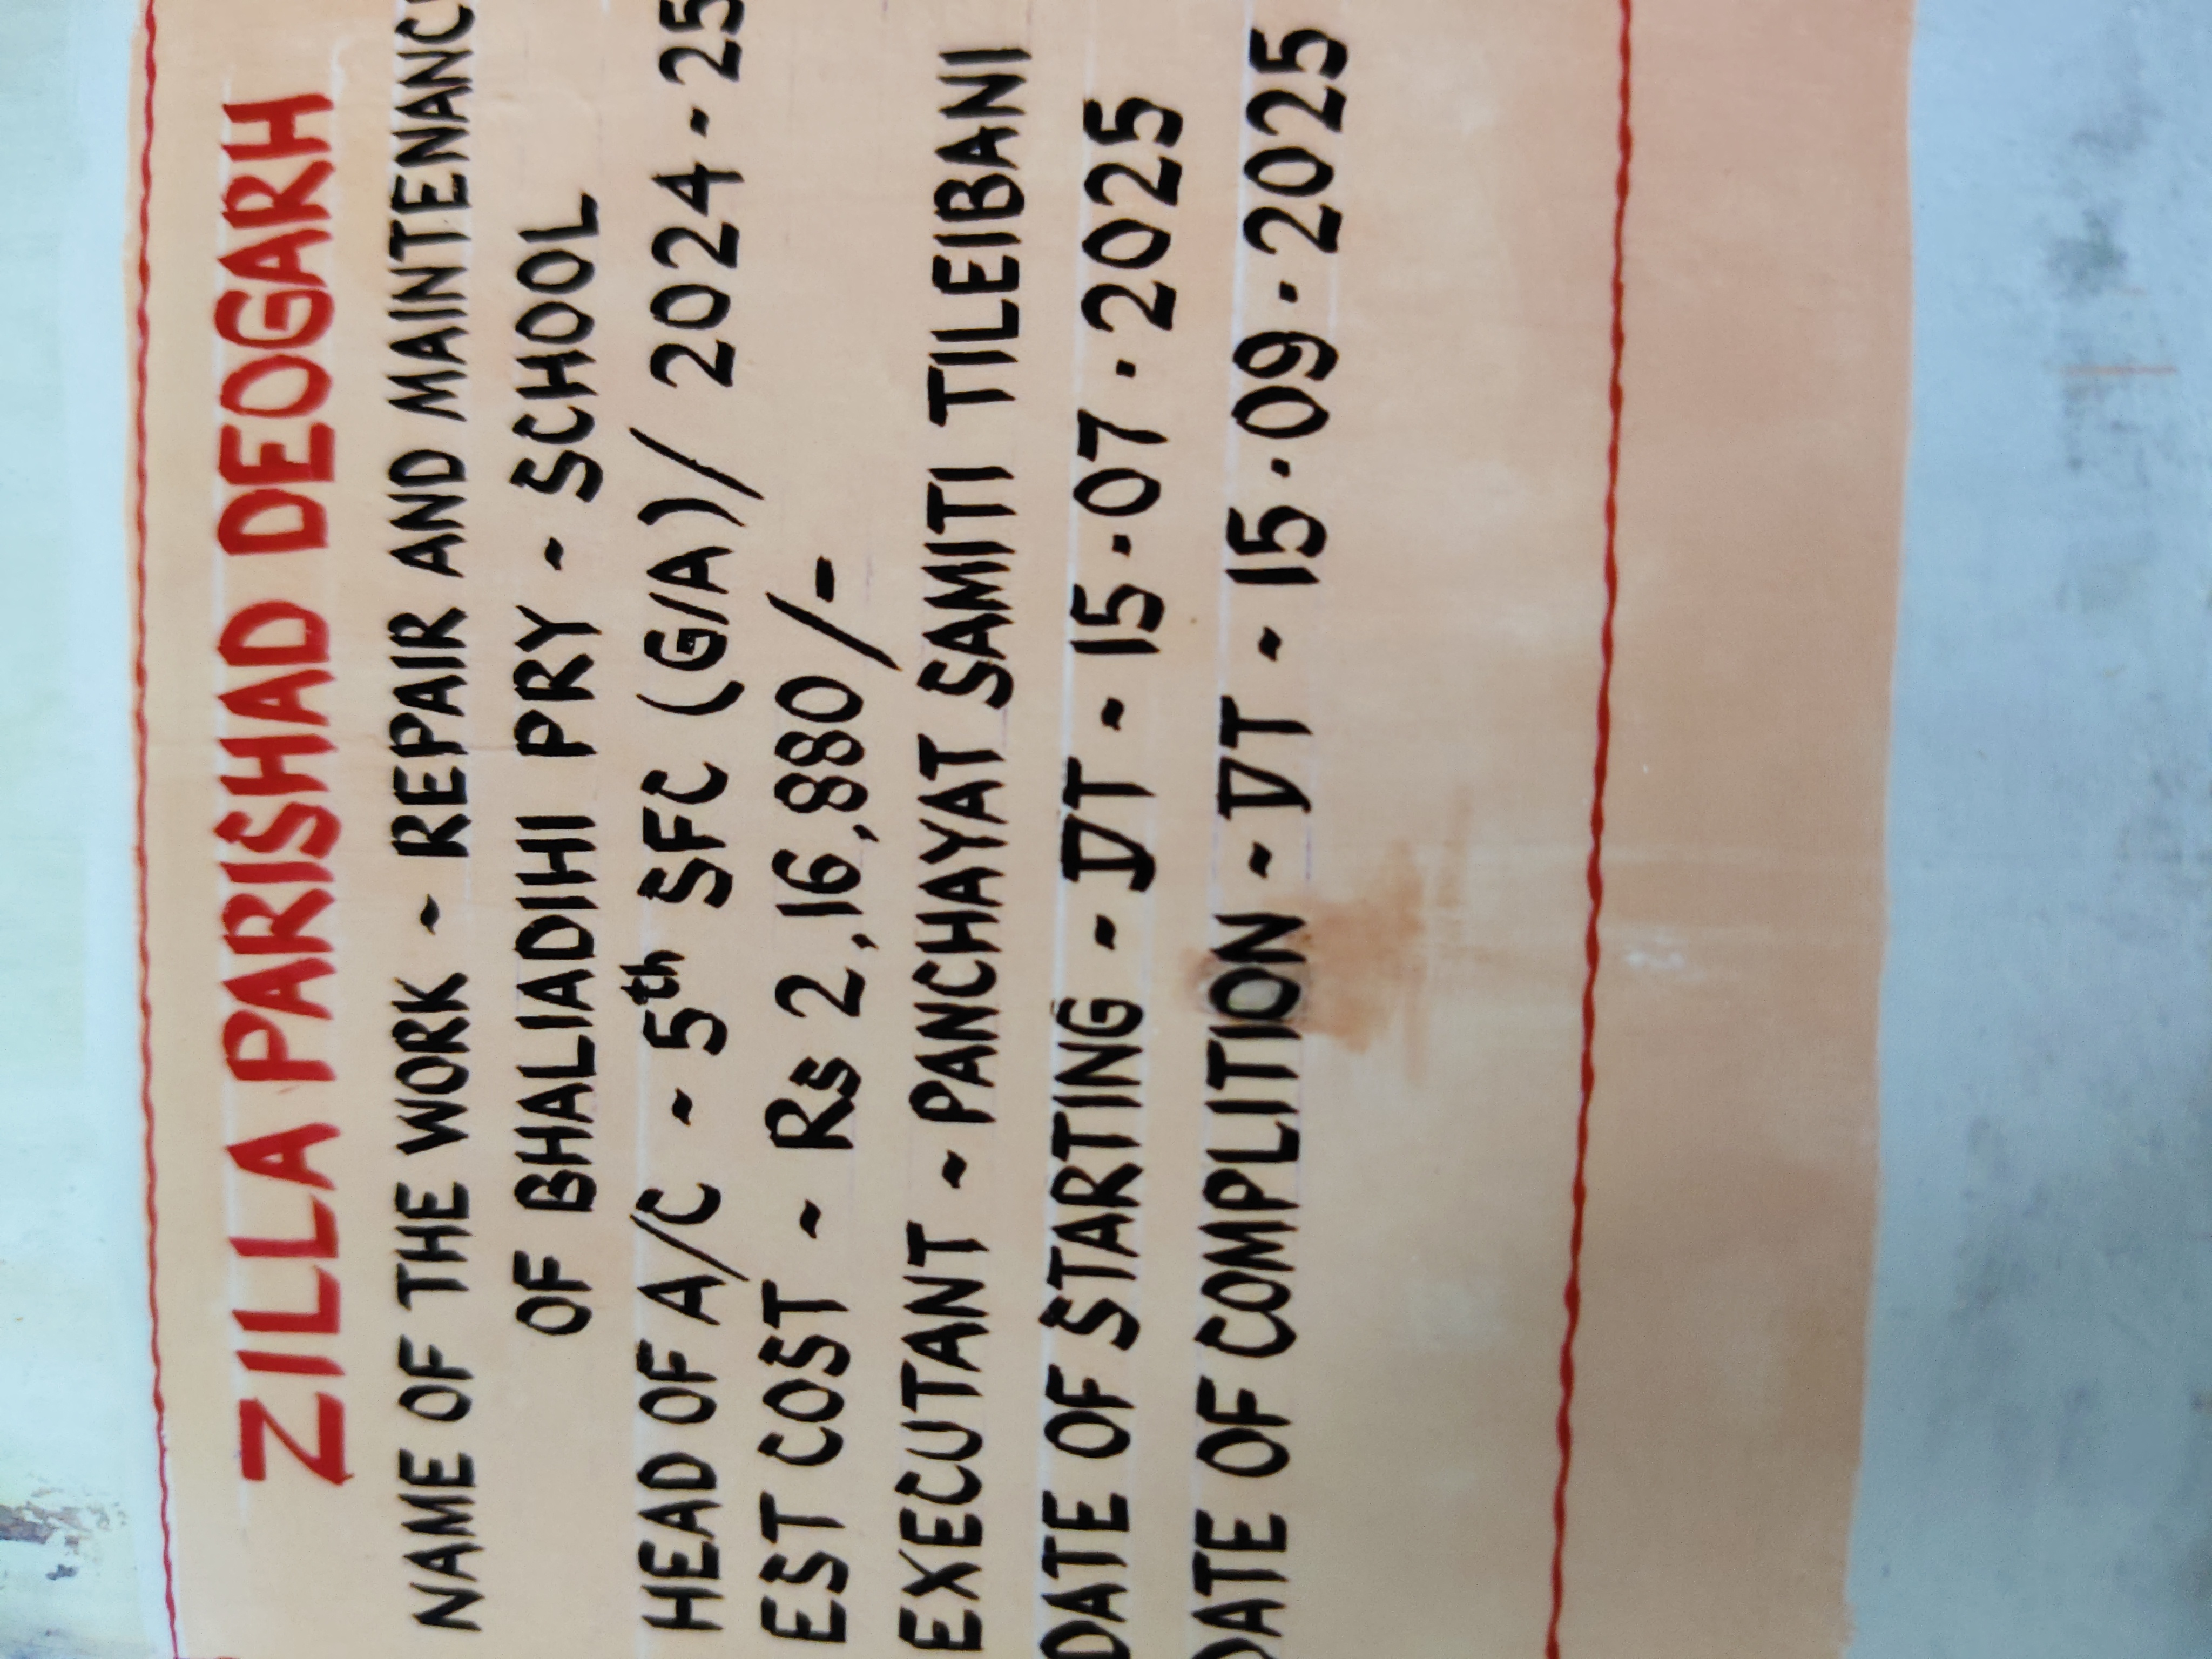 ZILLA PARISHAD DEOGARH
NAME OF THE WORK - REPAIR AND MAINTENANC
OF BHALIADIHI PRY - SCHOOL
HEAD OF A/C - 5th SFC (G/A)/ 2024-25
EST COST - Rs 2,16,880/-
EXECUTANT - PANCHAYAT SAMITI TILEIBANI
DATE OF STARTING - DT - 15.07.2025
DATE OF COMPLITION - DT - 15.09.2025